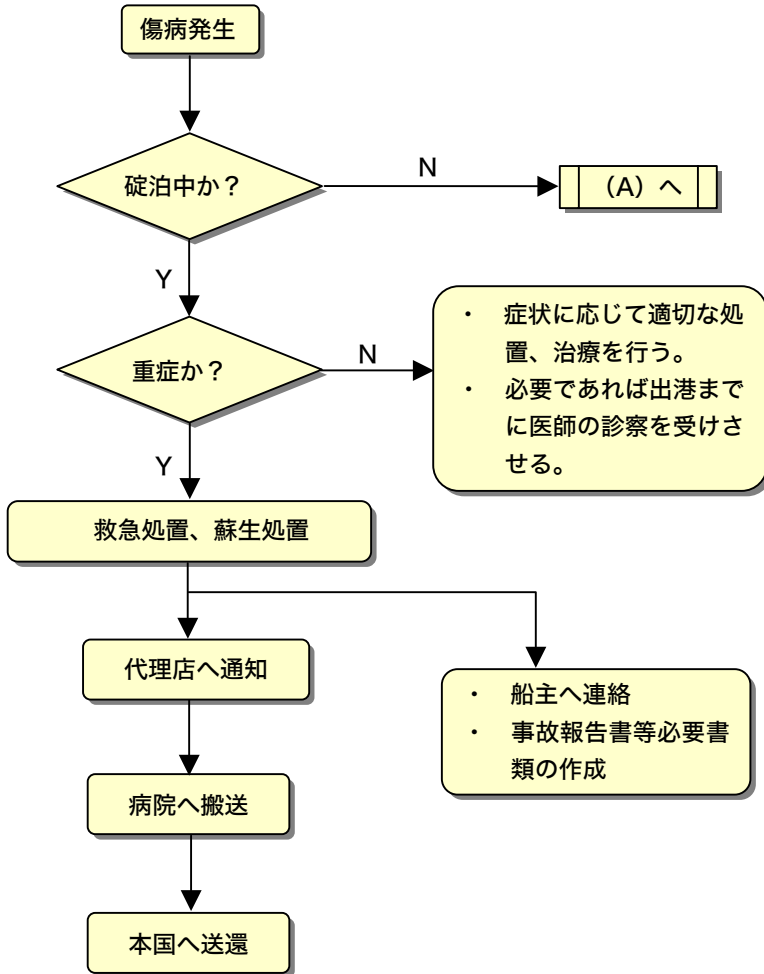 傷病発生
碇泊中か？
N
（A）へ
Y
重症か？
N
・ 症状に応じて適切な処
置、治療を行う。
・ 必要であれば出港まで
に医師の診察を受けさ
せる。
Y
救急処置、蘇生処置
代理店へ通知
・ 船主へ連絡
・ 事故報告書等必要書
類の作成
病院へ搬送
本国へ送還